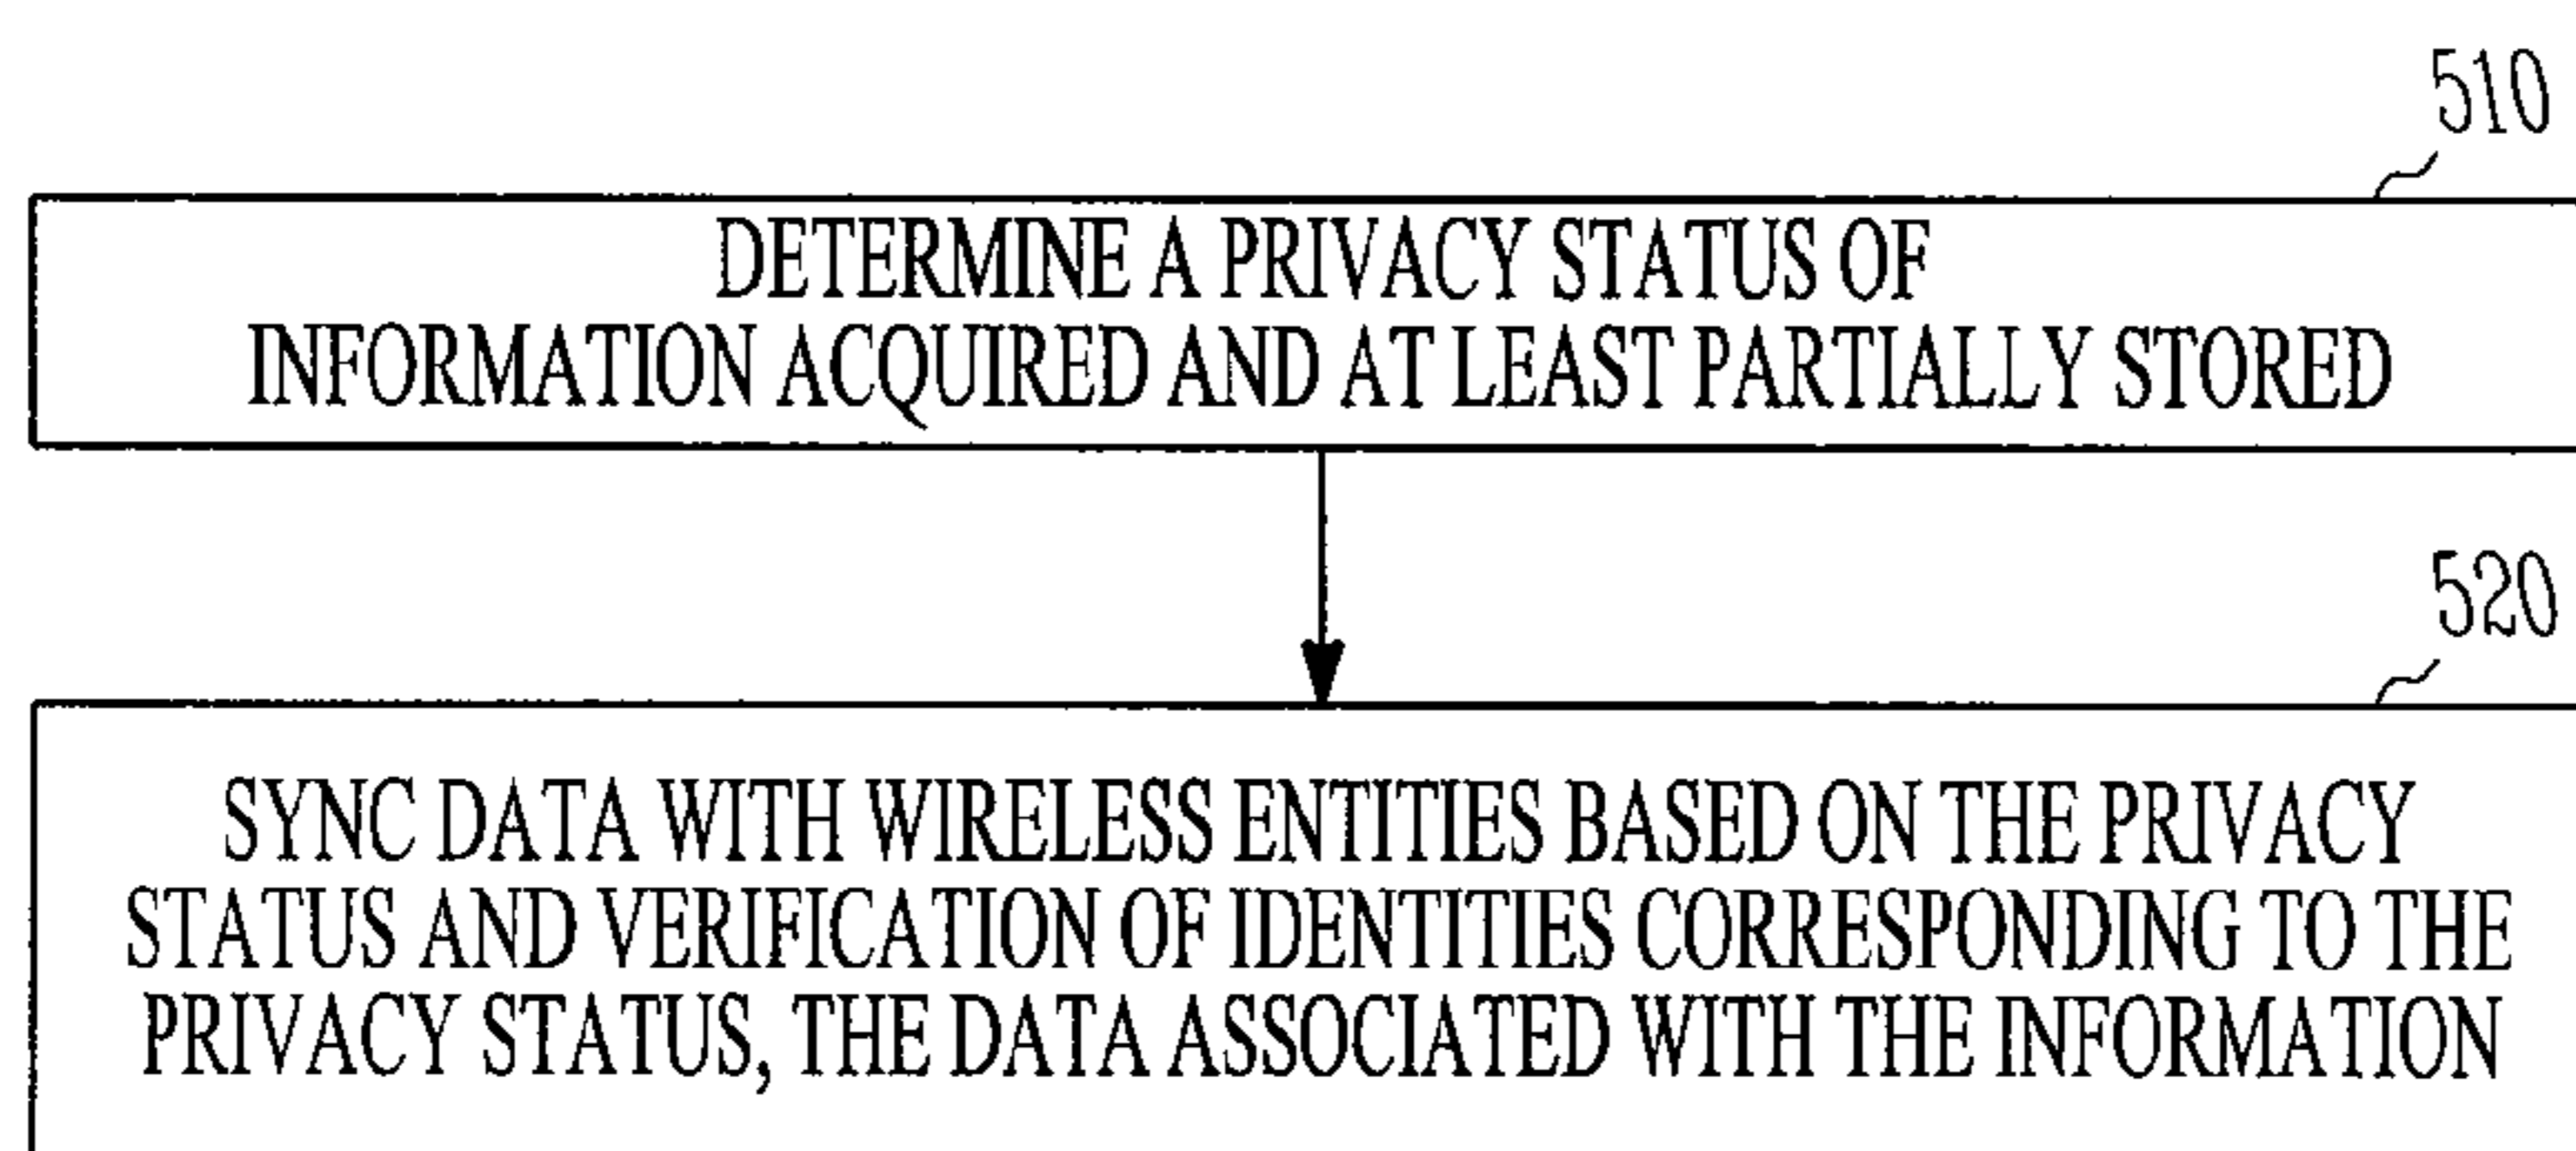 510
DETERMINE A PRIVACY STATUS OF
INFORMATION ACQUIRED AND AT LEAST PARTIALLY STORED
520
SYNC DATA WITH WIRELESS ENTITIES BASED ON THE PRIVACY
STATUS AND VERIFICATION OF IDENTITIES CORRESPONDING TO THE
PRIVACY STATUS, THE DATA ASSOCIATED WITH THE INFORMATION